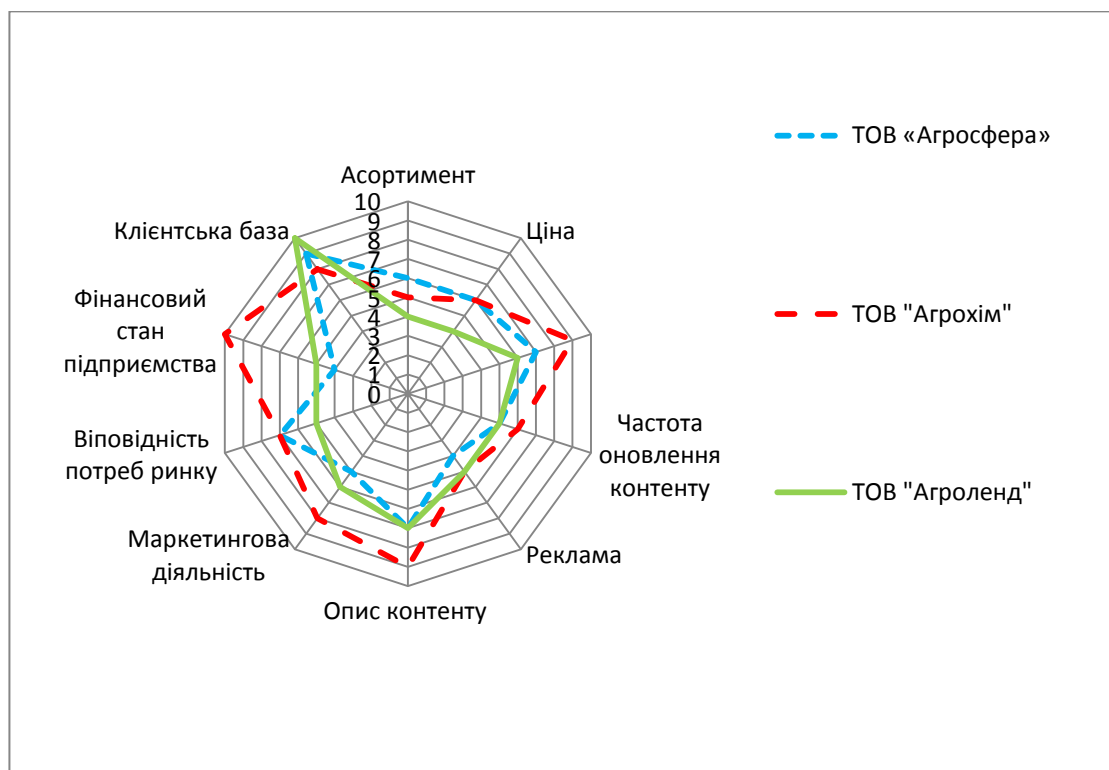 Асортимент
Ціна
Частота
оновлення
контенту
Реклама
Опис контенту
Маркетингова
діяльність
Віповідність
потреб ринку
Фінансовий
стан
підприємства
Клієнтська база
10
9
8
7
6
5
4
3
2
1
0
ТОВ «Агросфера»
ТОВ "Агрохім"
ТОВ "Агроленд"